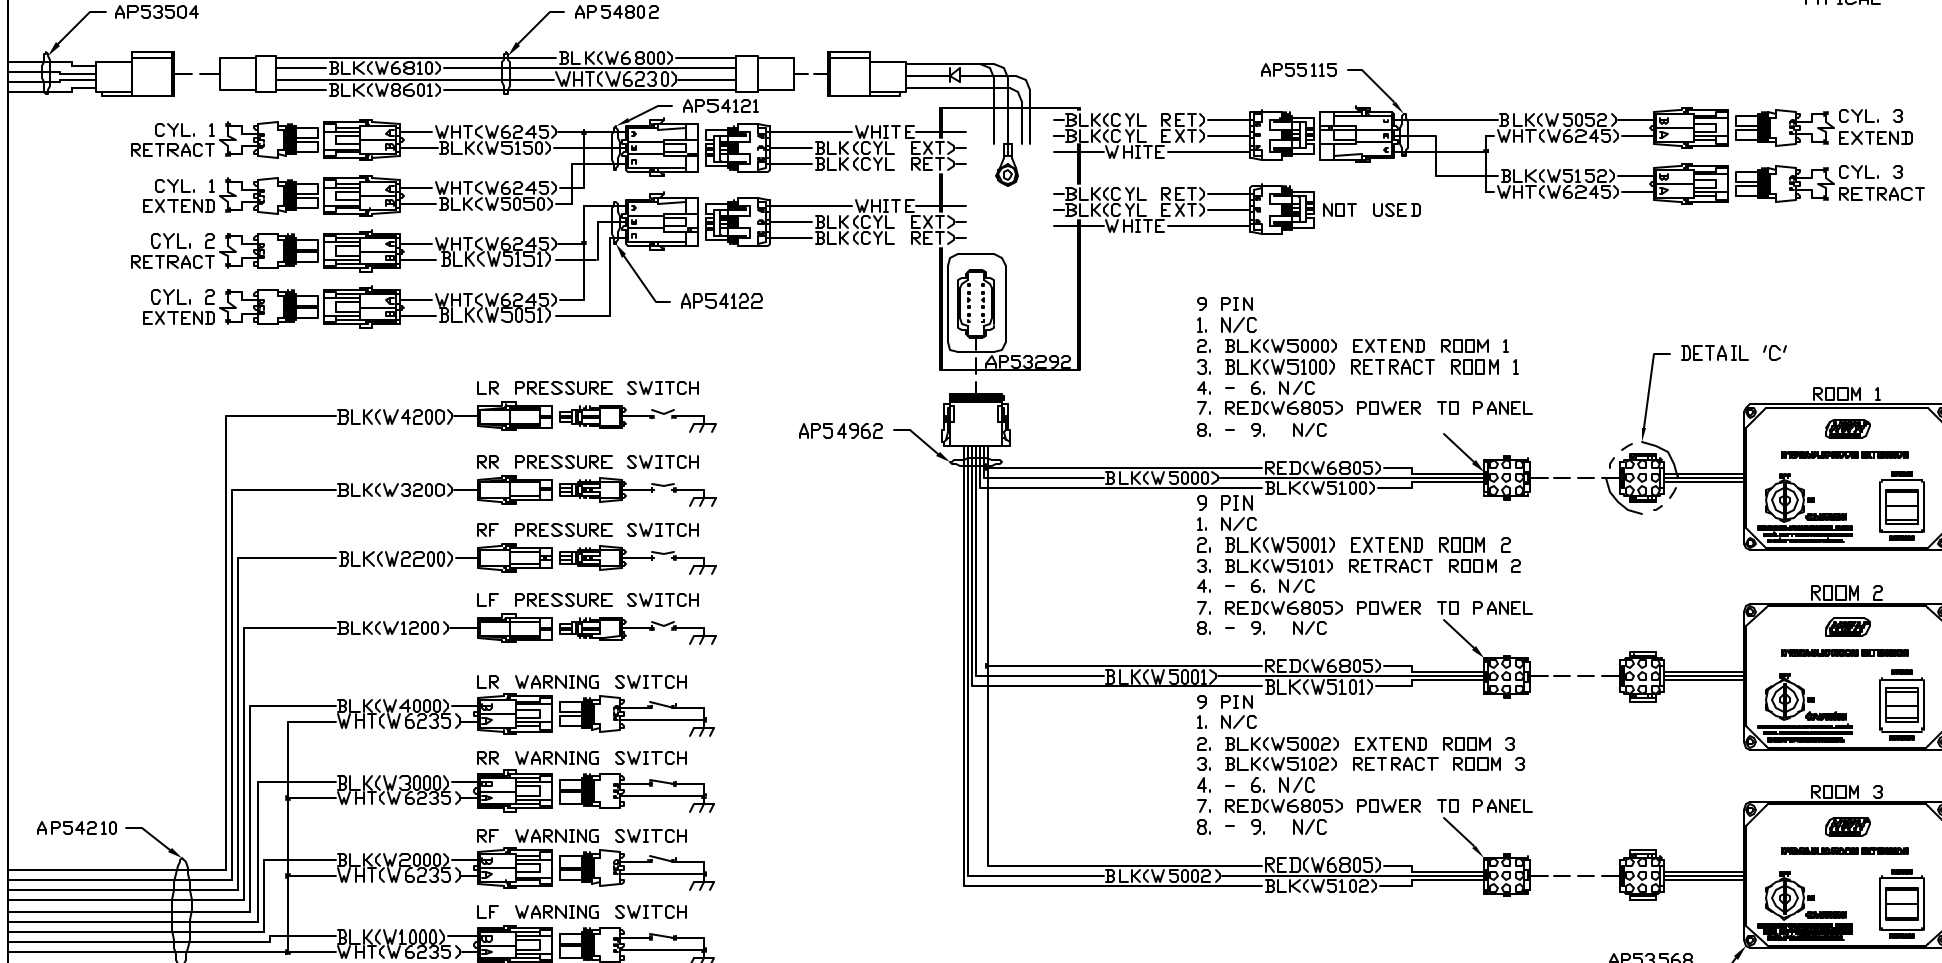 TYPICAL
AP53504
AP54802
BLK(W6800)
BLK(W6810)
WHT(W6230)
BLK(W8601)
AP54121
CYL. 1
RETRACT
WHT(W6245)
BLK(W5150)
CYL. 1
EXTEND
WHT(W6245)
BLK(W5050)
CYL. 2
RETRACT
WHT(W6245)
BLK(W5151)
CYL. 2
EXTEND
WHT(W6245)
BLK(W5051)
AP54122
WHITE
BLK(CYL EXT)
BLK(CYL RET)
WHITE
BLK(CYL EXT)
BLK(CYL RET)
BLK(CYL RET)
BLK(CYL EXT)
WHITE
BLK(CYL RET)
BLK(CYL EXT)
WHITE
NOT USED
AP55115
BLK(W5052)
WHT(W6245)
CYL. 3
EXTEND
BLK(W5152)
WHT(W6245)
CYL. 3
RETRACT
AP53292
AP54962
9 PIN
1. N/C
2. BLK(W5000) EXTEND ROOM 1
3. BLK(W5100) RETRACT ROOM 1
4. - 6. N/C
7. RED(W6805) POWER TO PANEL
8. - 9. N/C
RED(W6805)
BLK(W5000)
BLK(W5100)
DETAIL 'C'
ROOM 1
HWH
9 PIN
1. N/C
2. BLK(W5001) EXTEND ROOM 2
3. BLK(W5101) RETRACT ROOM 2
4. - 6. N/C
7. RED(W6805) POWER TO PANEL
8. - 9. N/C
RED(W6805)
BLK(W5001)
BLK(W5101)
ROOM 2
HWH
9 PIN
1. N/C
2. BLK(W5002) EXTEND ROOM 3
3. BLK(W5102) RETRACT ROOM 3
4. - 6. N/C
7. RED(W6805) POWER TO PANEL
8. - 9. N/C
RED(W6805)
BLK(W5002)
BLK(W5102)
ROOM 3
HWH
AP53568
LR PRESSURE SWITCH
BLK(W4200)
RR PRESSURE SWITCH
BLK(W3200)
RF PRESSURE SWITCH
BLK(W2200)
LF PRESSURE SWITCH
BLK(W1200)
LR WARNING SWITCH
BLK(W4000)
WHT(W6235)
RR WARNING SWITCH
BLK(W3000)
WHT(W6235)
RF WARNING SWITCH
BLK(W2000)
WHT(W6235)
LF WARNING SWITCH
BLK(W1000)
WHT(W6235)
AP54210